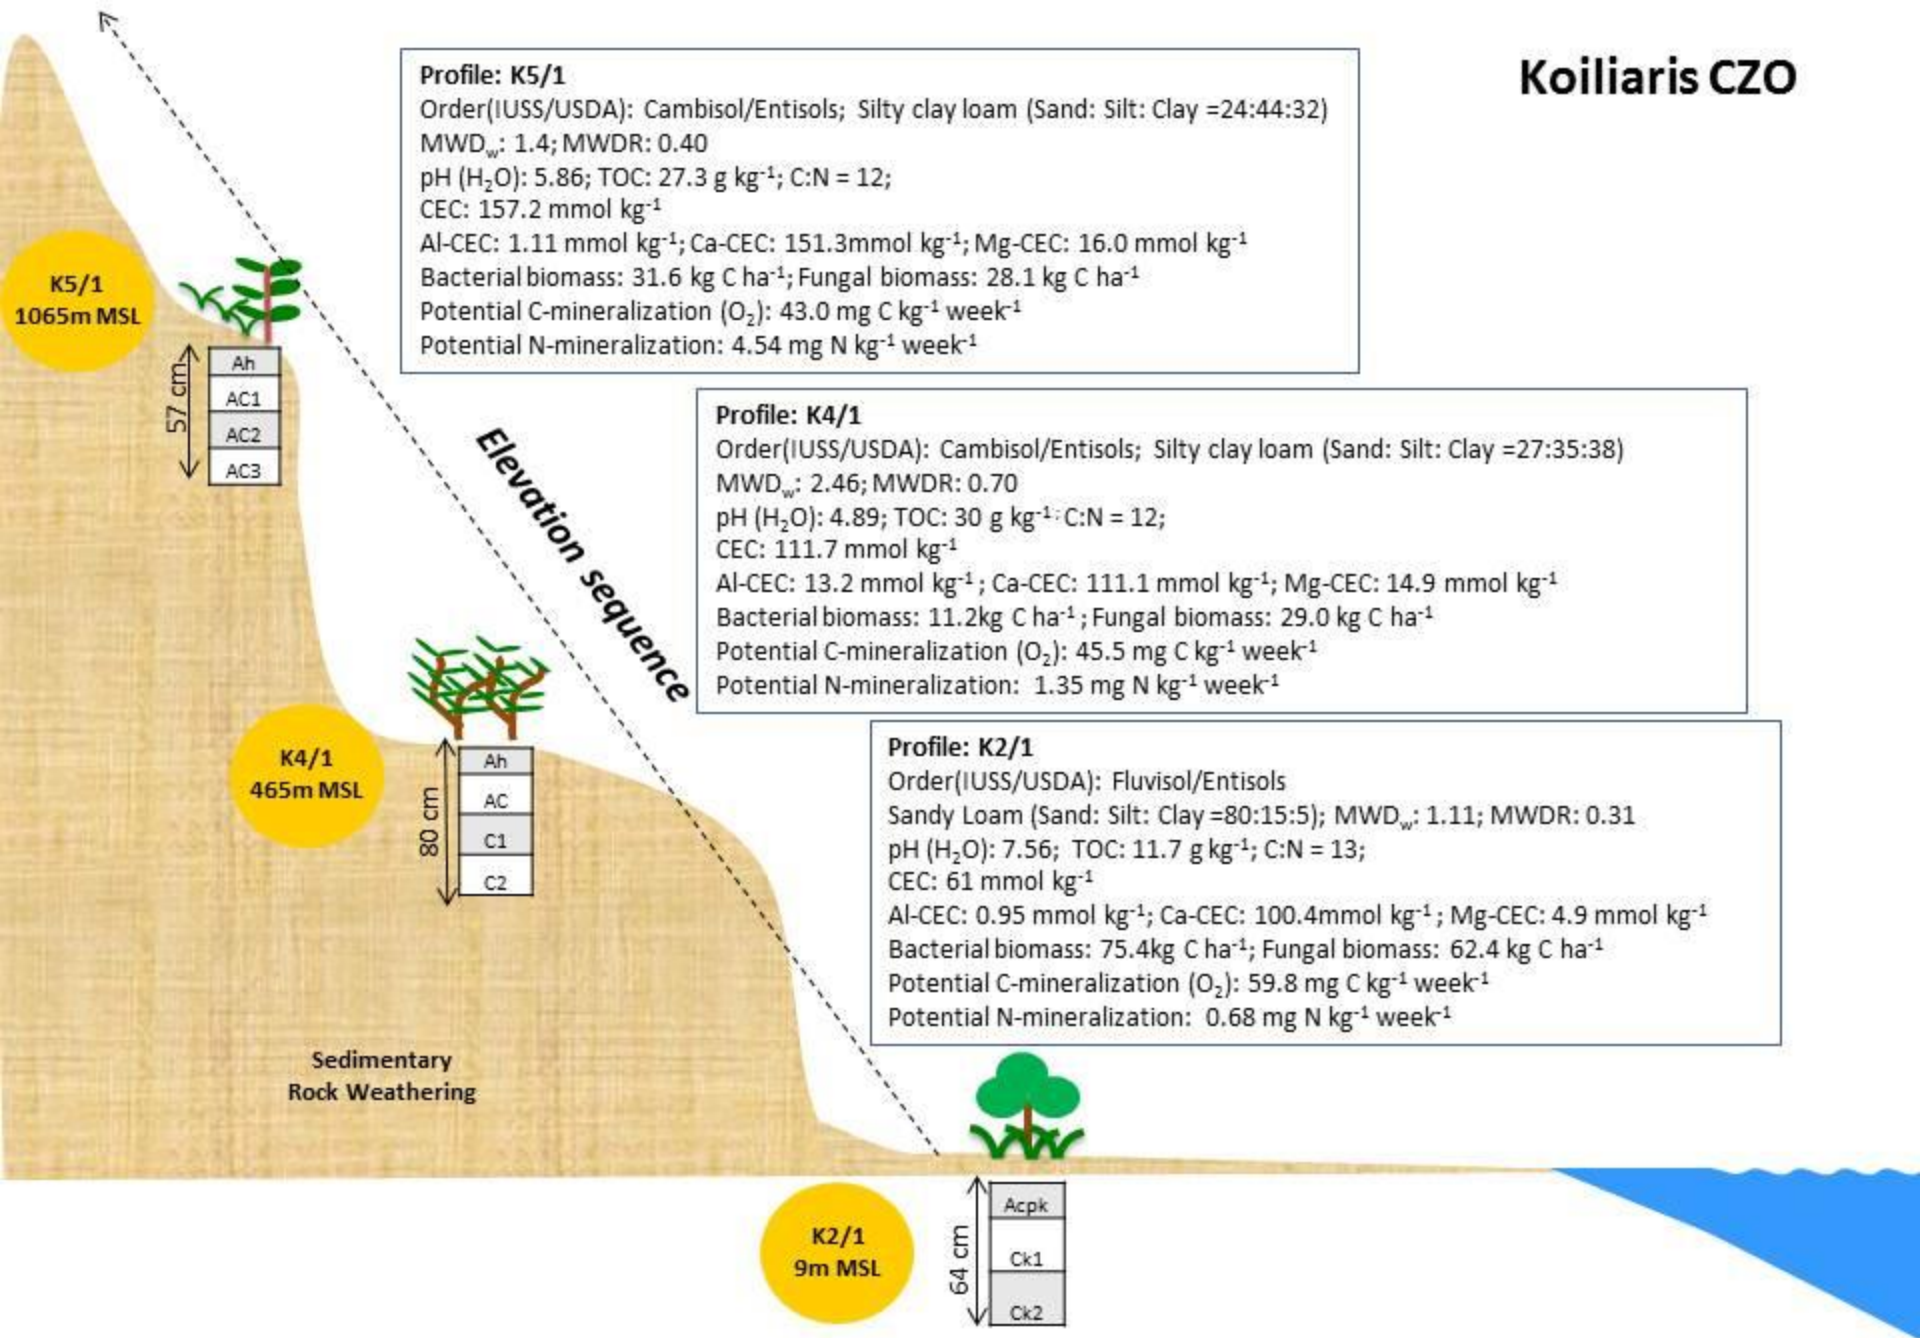 Koiliaris CZO
Profile: K5/1
Order(IUSS/USDA): Cambisol/Entisols; Silty clay loam (Sand: Silt: Clay =24:44:32)
MWD_w: 1.4; MWDR: 0.40
pH (H₂O): 5.86; TOC: 27.3 g kg⁻¹; C:N = 12;
CEC: 157.2 mmol kg⁻¹
Al-CEC: 1.11 mmol kg⁻¹; Ca-CEC: 151.3mmol kg⁻¹; Mg-CEC: 16.0 mmol kg⁻¹
Bacterial biomass: 31.6 kg C ha⁻¹; Fungal biomass: 28.1 kg C ha⁻¹
Potential C-mineralization (O₂): 43.0 mg C kg⁻¹ week⁻¹
Potential N-mineralization: 4.54 mg N kg⁻¹ week⁻¹
K5/1
1065m MSL
57 cm
Ah
AC1
AC2
AC3
Elevation sequence
Profile: K4/1
Order(IUSS/USDA): Cambisol/Entisols; Silty clay loam (Sand: Silt: Clay =27:35:38)
MWD_w: 2.46; MWDR: 0.70
pH (H₂O): 4.89; TOC: 30 g kg⁻¹; C:N = 12;
CEC: 111.7 mmol kg⁻¹
Al-CEC: 13.2 mmol kg⁻¹; Ca-CEC: 111.1 mmol kg⁻¹; Mg-CEC: 14.9 mmol kg⁻¹
Bacterial biomass: 11.2kg C ha⁻¹; Fungal biomass: 29.0 kg C ha⁻¹
Potential C-mineralization (O₂): 45.5 mg C kg⁻¹ week⁻¹
Potential N-mineralization: 1.35 mg N kg⁻¹ week⁻¹
K4/1
465m MSL
80 cm
Ah
AC
C1
C2
Profile: K2/1
Order(IUSS/USDA): Fluvisol/Entisols
Sandy Loam (Sand: Silt: Clay =80:15:5); MWD_w: 1.11; MWDR: 0.31
pH (H₂O): 7.56; TOC: 11.7 g kg⁻¹; C:N = 13;
CEC: 61 mmol kg⁻¹
Al-CEC: 0.95 mmol kg⁻¹; Ca-CEC: 100.4mmol kg⁻¹; Mg-CEC: 4.9 mmol kg⁻¹
Bacterial biomass: 75.4kg C ha⁻¹; Fungal biomass: 62.4 kg C ha⁻¹
Potential C-mineralization (O₂): 59.8 mg C kg⁻¹ week⁻¹
Potential N-mineralization: 0.68 mg N kg⁻¹ week⁻¹
Sedimentary
Rock Weathering
K2/1
9m MSL
64 cm
Acpk
Ck1
Ck2